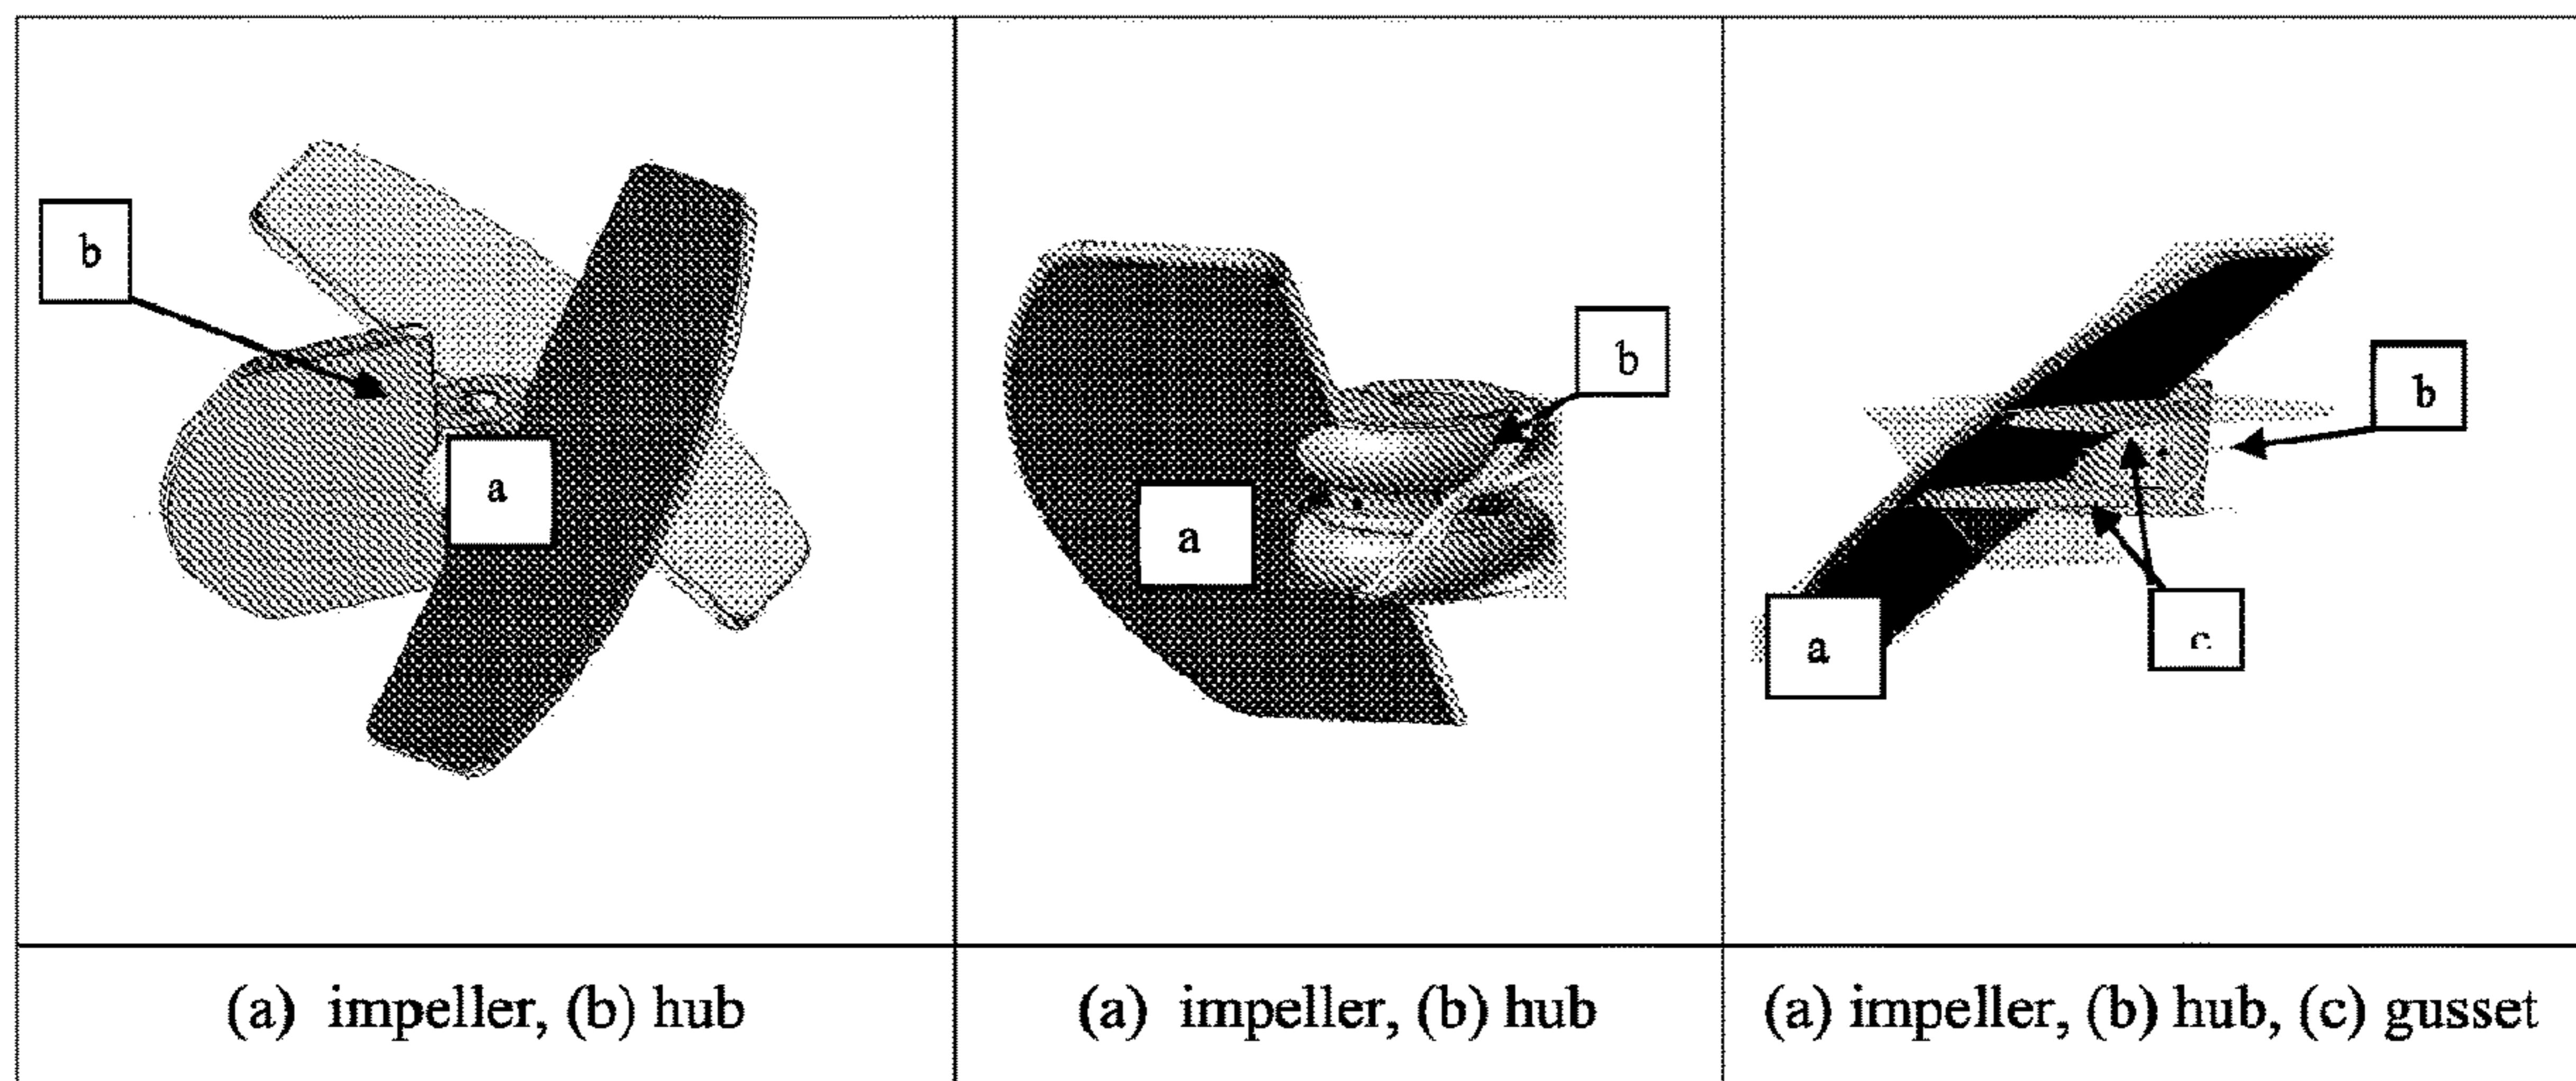 b
a
b
a
b
a
c
(a) impeller, (b) hub
(a) impeller, (b) hub
(a) impeller, (b) hub, (c) gusset